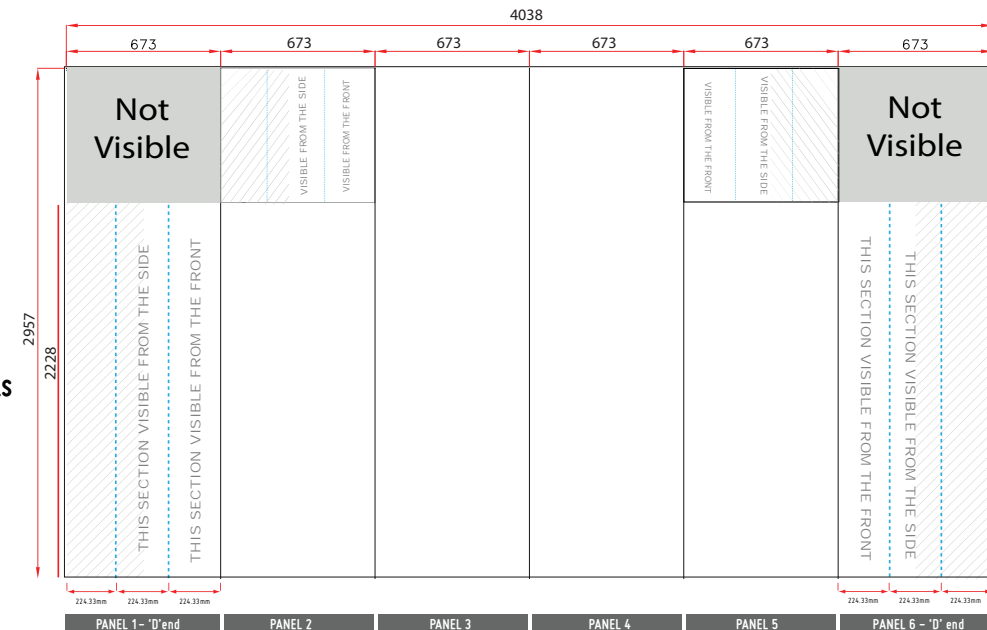 4038
673
673
673
673
673
673
Not
Visible
VISIBLE FROM THE SIDE
VISIBLE FROM THE FRONT
VISIBLE FROM THE FRONT
VISIBLE FROM THE SIDE
Not
Visible
2957
2228
THIS SECTION VISIBLE FROM THE SIDE
THIS SECTION VISIBLE FROM THE FRONT
THIS SECTION VISIBLE FROM THE FRONT
THIS SECTION VISIBLE FROM THE SIDE
224.33mm
224.33mm
224.33mm
224.33mm
224.33mm
224.33mm
PANEL 1 – 'D'end
PANEL 2
PANEL 3
PANEL 4
PANEL 5
PANEL 6 – 'D' end